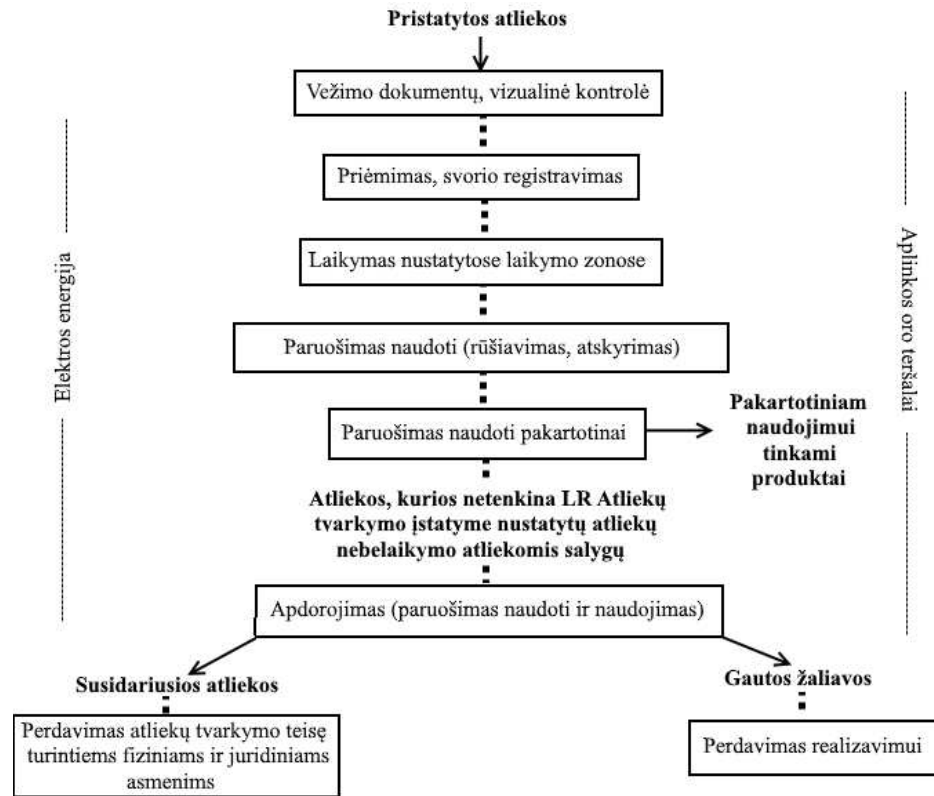 Pristatytos atliekos
Vežimo dokumentų, vizualinė kontrolė
Priėmimas, svorio registravimas
Laikymas nustatytose laikymo zonose
Paruošimas naudoti (rūšiavimas, atskyrimas)
Paruošimas naudoti pakartotinai
Pakartotiniam
naudojimui
tinkami
produktai
Atliekos, kurios netenkina LR Atliekų
tvarkymo įstatyme nustatytų atliekų
nebelaikymo atliekomis salygų
Apdorojimas (paruošimas naudoti ir naudojimas)
Susidariusios atliekos
Perdavimas atliekų tvarkymo teisę
turintiems fiziniams ir juridiniams
asmenims
Gautos žaliavos
Perdavimas realizavimui
Elektros energija
Aplinkos oro teršalai